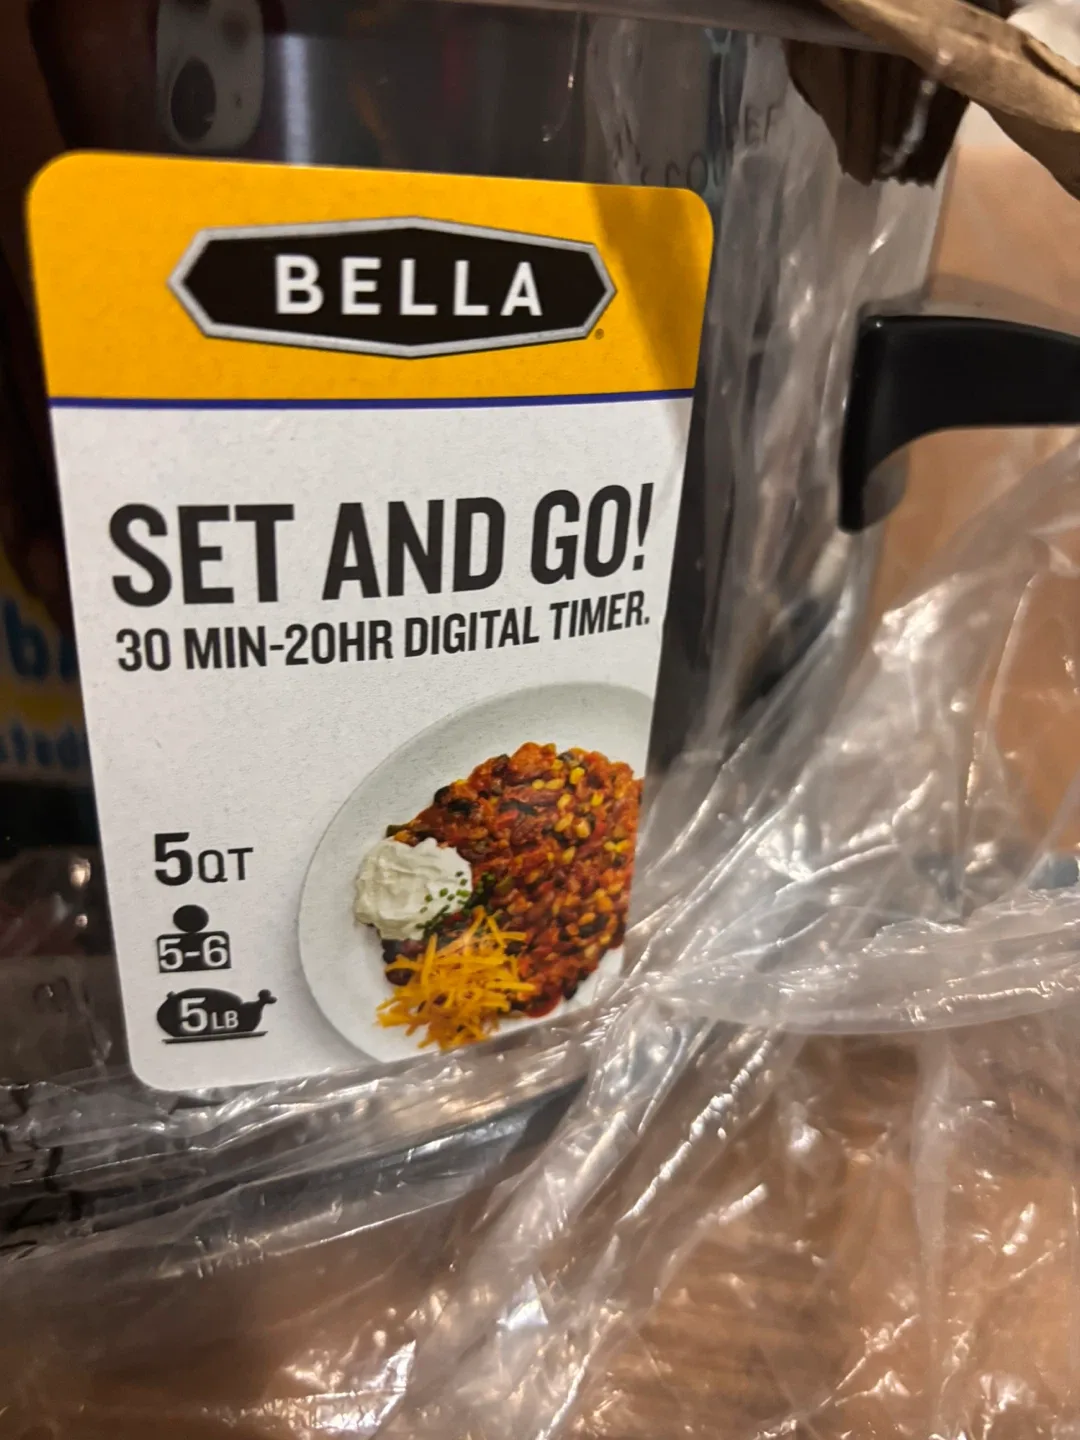 BELLA®
SET AND GO!
30 MIN-20HR DIGITAL TIMER.
5QT
5-6
5LB